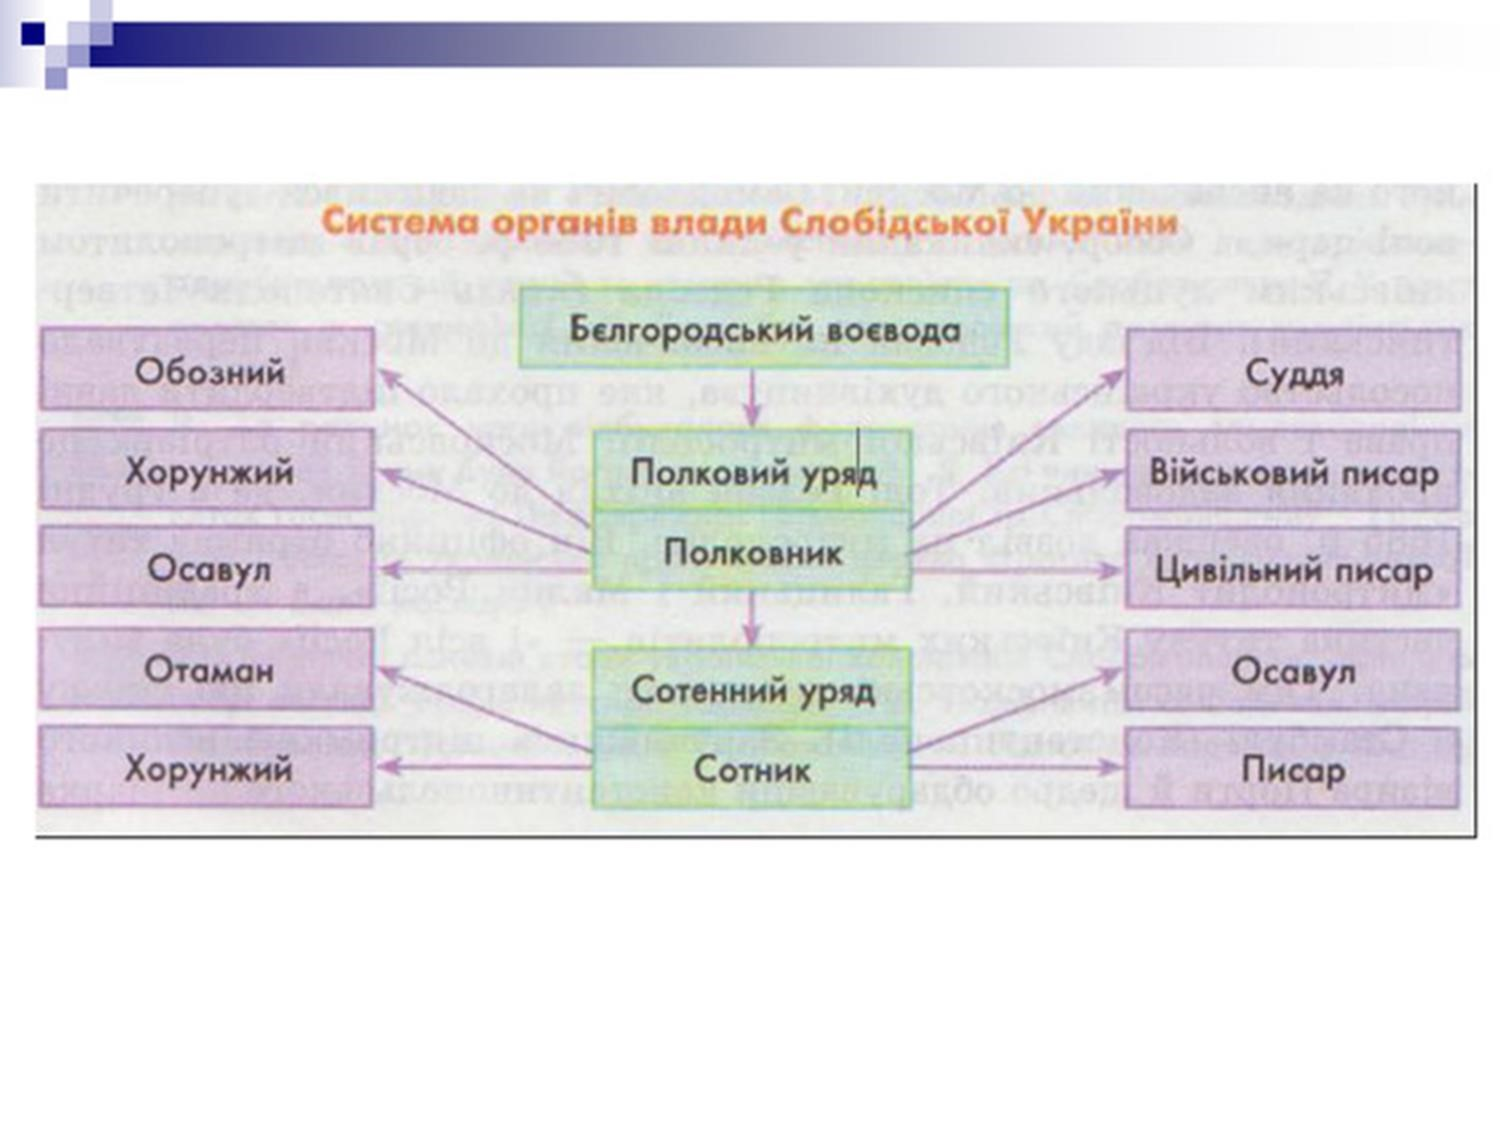 Система органів влади Слобідської України
Бєлгородський воєвода
Обозний
Суддя
Хорунжий
Полковий уряд
Військовий писар
Осавул
Полковник
Цивільний писар
Отаман
Сотенний уряд
Осавул
Хорунжий
Сотник
Писар